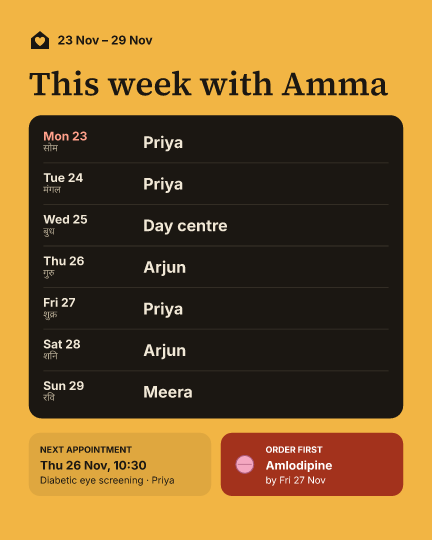 23 Nov – 29 Nov
This week with Amma
Mon 23
सोम
Priya
Tue 24
मंगल
Priya
Wed 25
बुध
Day centre
Thu 26
गुरु
Arjun
Fri 27
शुक्र
Priya
Sat 28
शनि
Arjun
Sun 29
रवि
Meera
NEXT APPOINTMENT
Thu 26 Nov, 10:30
Diabetic eye screening · Priya
ORDER FIRST
Amlodipine
by Fri 27 Nov